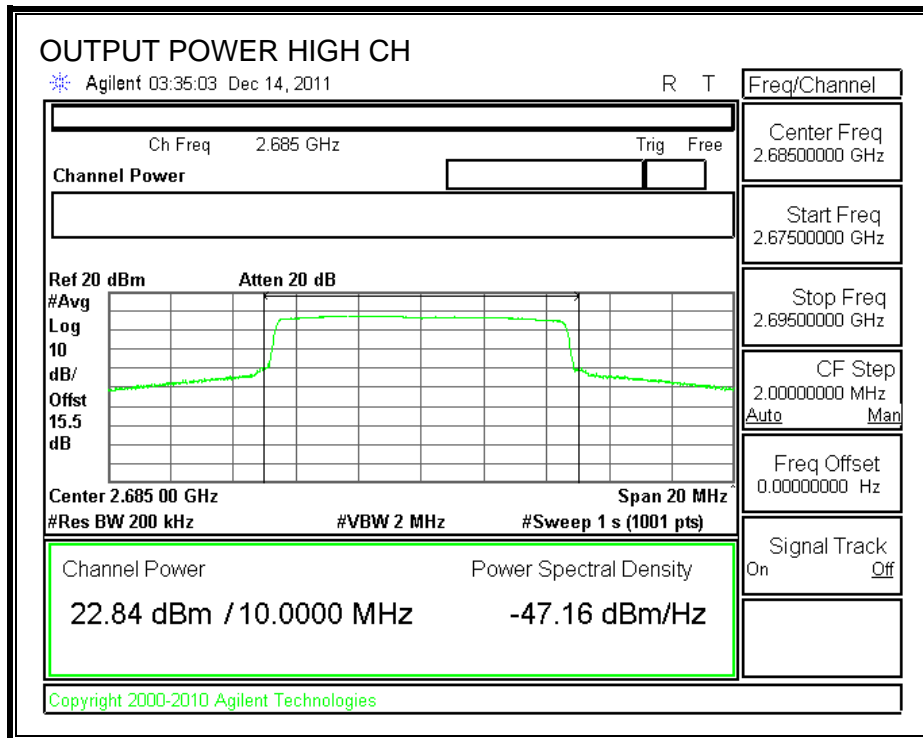 OUTPUT POWER HIGH CH
Agilent 03:35:03 Dec 14, 2011 R T
Freq/Channel
Ch Freq 2.685 GHz Trig Free
Channel Power
Center Freq
2.68500000 GHz
Start Freq
2.67500000 GHz
Stop Freq
2.69500000 GHz
CF Step
2.00000000 MHz
Auto Man
Freq Offset
0.00000000 Hz
Signal Track
On Off
Ref 20 dBm Atten 20 dB
#Avg
Log
10
dB/
Offst
15.5
dB
Center 2.685 00 GHz Span 20 MHz^
#Res BW 200 kHz #VBW 2 MHz #Sweep 1 s (1001 pts)
Channel Power Power Spectral Density
22.84 dBm / 10.0000 MHz -47.16 dBm/Hz
Copyright 2000-2010 Agilent Technologies